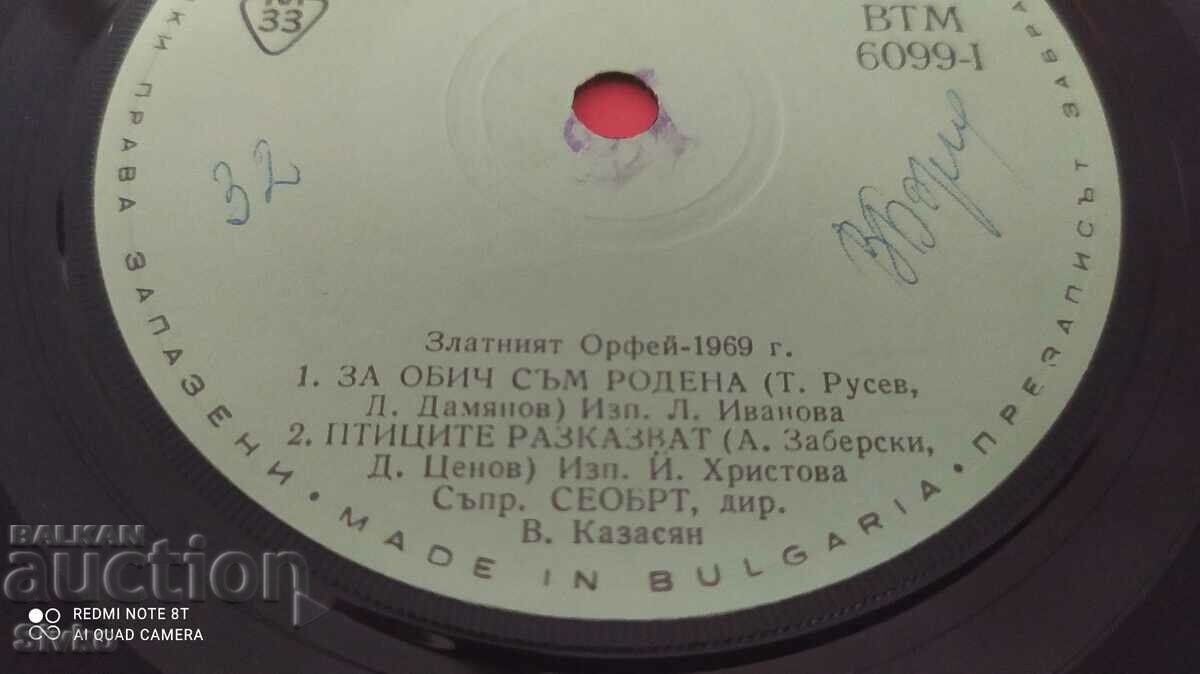 33
ВТМ
6099-I
32
Златният Орфей-1969 г.
1. ЗА ОБИЧ СЪМ РОДЕНА (Т. Русев,
Д. Дамянов) Изп. Л. Иванова
2. ПТИЦИТЕ РАЗКАЗВАТ (А. Заберски,
Д. Ценов) Изп. Й. Христова
Съпр. СЕОБРТ, дир.
В. Казасян
ПРАВА ЗАПАЗЕНИ • MADE IN BULGARIA • ПРЕЗАПИСЪТ
BALKAN
auction
REDMI NOTE 8T
AI QUAD CAMERA